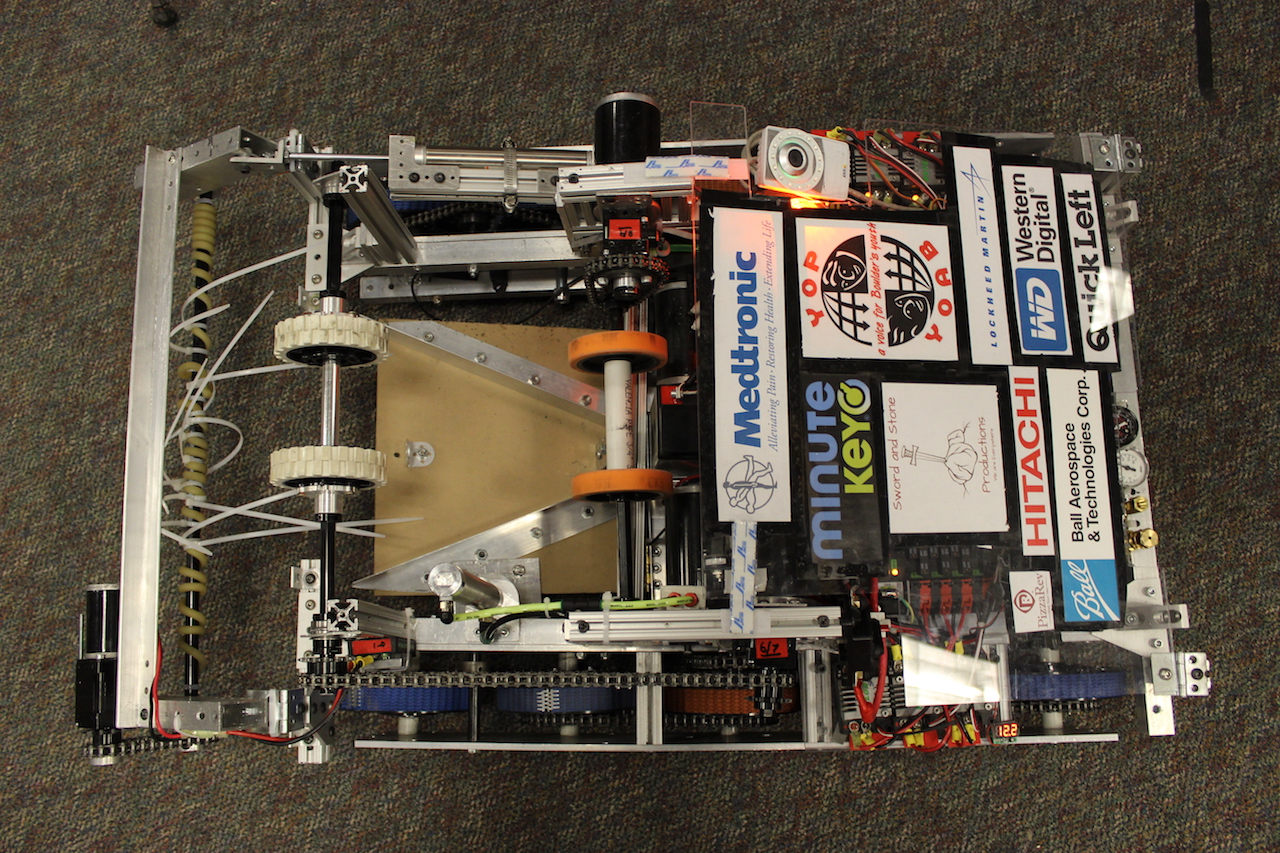 Medtronic
Alleviating Pain · Restoring Health · Extending Life
YOP
a voice for Boulder's youth
YOAB
LOCKHEED MARTIN
Western
Digital®
WD
Quick Left
minute
KEY
Sword and Stone
Productions
HITACHI
Ball Aerospace
& Technologies Corp.
Ball
PizzaRev
12.2